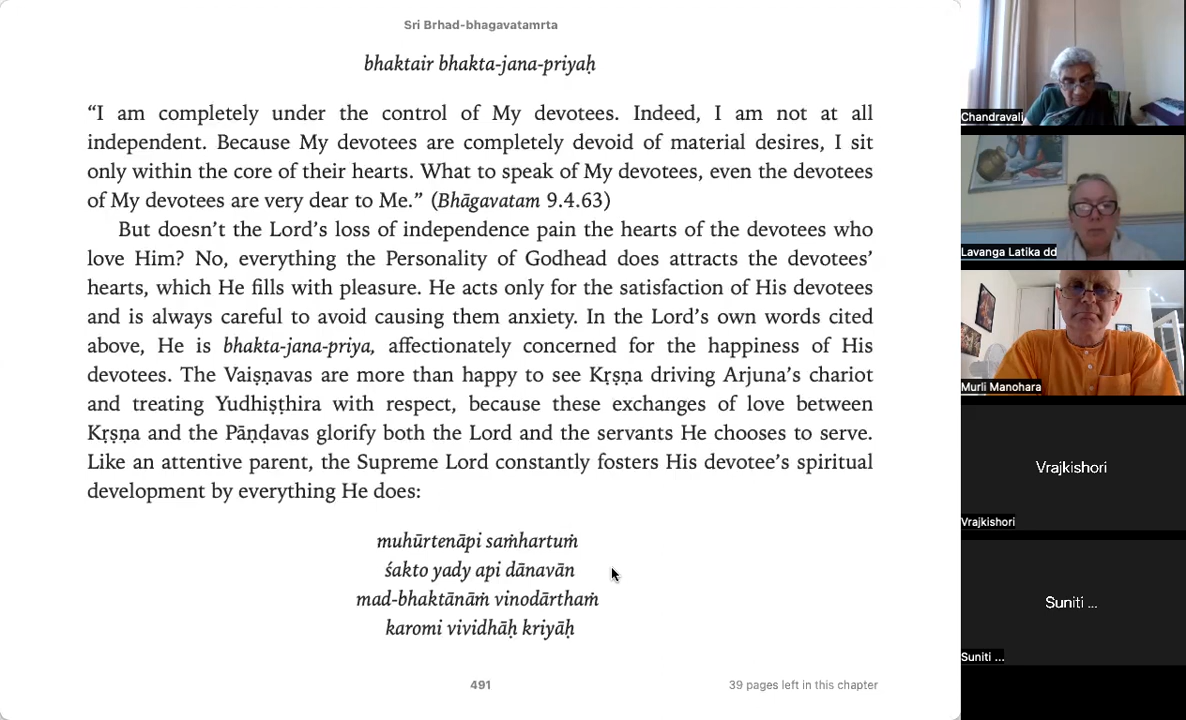 Sri Brhad-bhagavatamrta
bhaktair bhakta-jana-priyaḥ
“I am completely under the control of My devotees. Indeed, I am not at all
independent. Because My devotees are completely devoid of material desires, I sit
only within the core of their hearts. What to speak of My devotees, even the devotees
of My devotees are very dear to Me.” (Bhāgavatam 9.4.63)
But doesn’t the Lord’s loss of independence pain the hearts of the devotees who
love Him? No, everything the Personality of Godhead does attracts the devotees’
hearts, which He fills with pleasure. He acts only for the satisfaction of His devotees
and is always careful to avoid causing them anxiety. In the Lord’s own words cited
above, He is bhakta-jana-priya, affectionately concerned for the happiness of His
devotees. The Vaiṣṇavas are more than happy to see Kṛṣṇa driving Arjuna’s chariot
and treating Yudhiṣṭhira with respect, because these exchanges of love between
Kṛṣṇa and the Pāṇḍavas glorify both the Lord and the servants He chooses to serve.
Like an attentive parent, the Supreme Lord constantly fosters His devotee’s spiritual
development by everything He does:
muhūrtenāpi saṁhartuṁ
śakto yady api dānavān
mad-bhaktānāṁ vinodārthaṁ
karomi vividhāḥ kriyāḥ
491
39 pages left in this chapter
Chandravali
Lavanga Latika dd
Murli Manohara
Vrajkishori
Vrajkishori
Suniti ...
Suniti ...